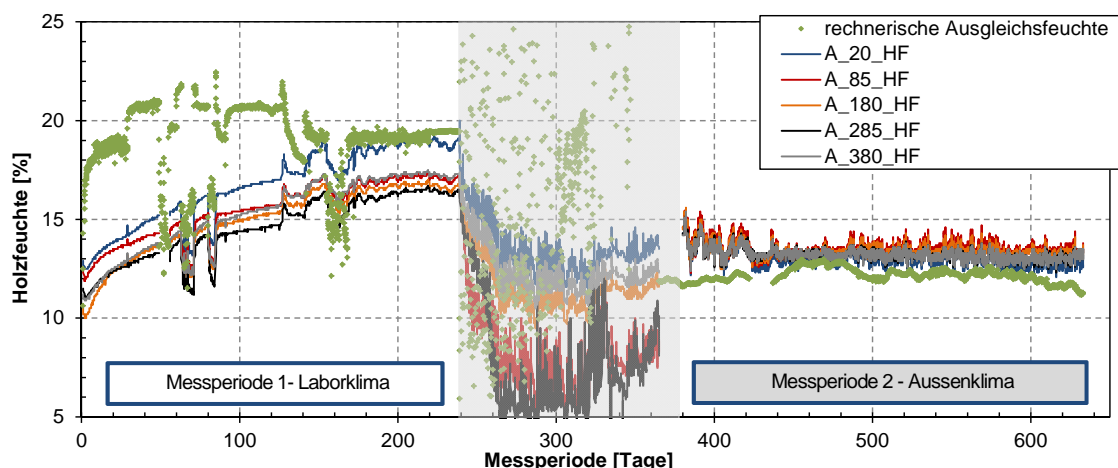 25
20
15
10
5
Holzfeuchte [%]
rechnerische Ausgleichsfeuchte
A_20_HF
A_85_HF
A_180_HF
A_285_HF
A_380_HF
Messperiode 1- Laborklima
Messperiode 2 - Aussenklima
0 100 200 300 400 500 600
Messperiode [Tage]